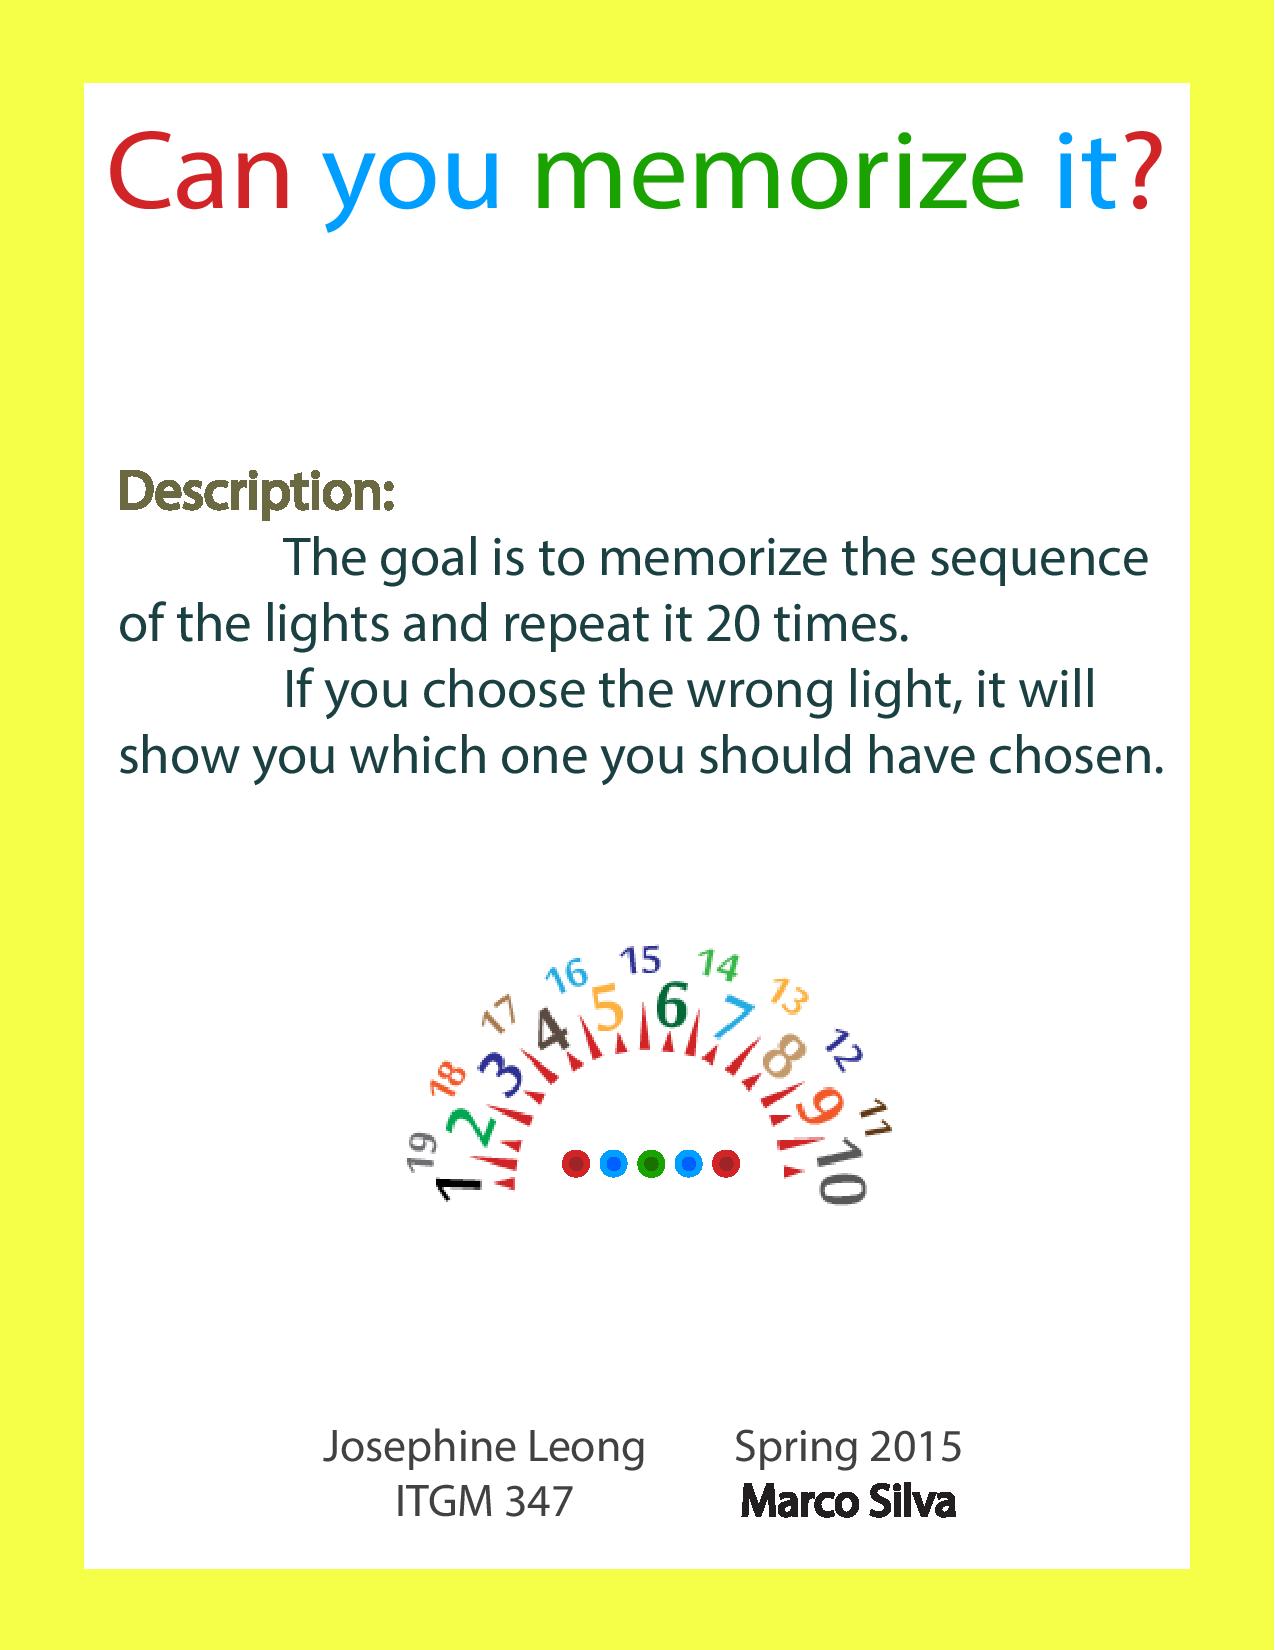 Can you memorize it?
Description:
The goal is to memorize the sequence
of the lights and repeat it 20 times.
If you choose the wrong light, it will
show you which one you should have chosen.
19 18 17 16 15 14 13 12 11
1 2 3 4 5 6 7 8 9 10
Josephine Leong Spring 2015
ITGM 347 Marco Silva